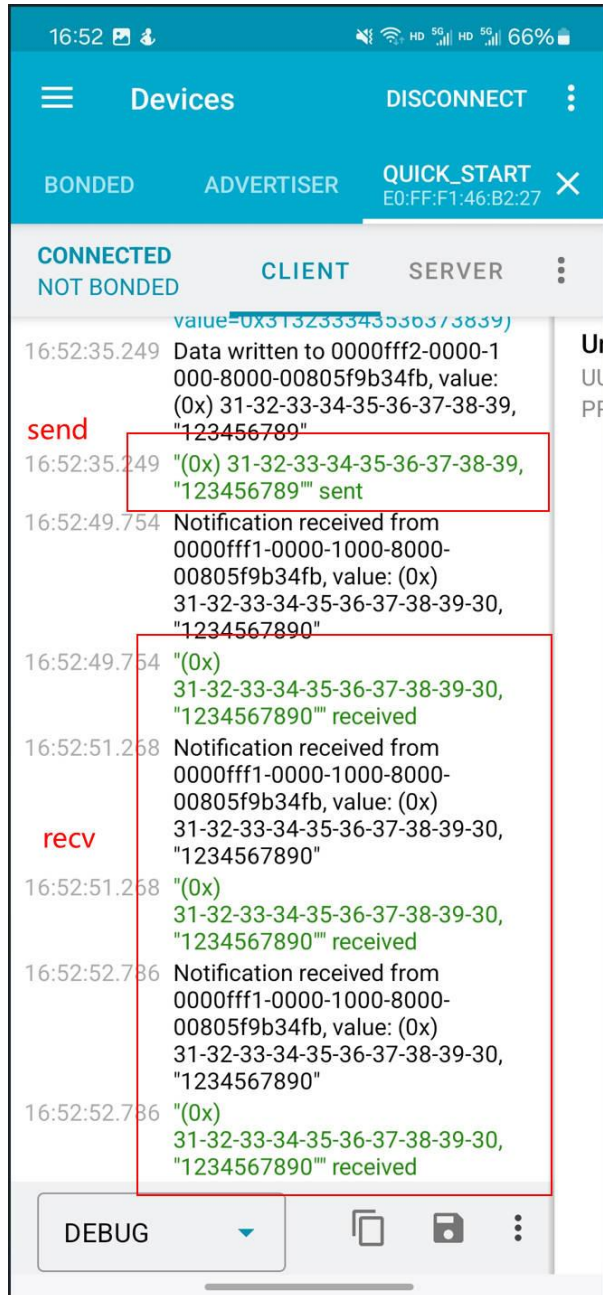 16:52
HD 5G HD 5G 66%
Devices
DISCONNECT
BONDED
ADVERTISER
QUICK_START
E0:FF:F1:46:B2:27
CONNECTED
NOT BONDED
CLIENT
SERVER
value=0x313233343536373839)
16:52:35.249 Data written to 0000fff2-0000-1
000-8000-00805f9b34fb, value:
(0x) 31-32-33-34-35-36-37-38-39,
"123456789"
send
16:52:35.249 "(0x) 31-32-33-34-35-36-37-38-39,
"123456789"" sent
16:52:49.754 Notification received from
0000fff1-0000-1000-8000-
00805f9b34fb, value: (0x)
31-32-33-34-35-36-37-38-39-30,
"1234567890"
16:52:49.754 "(0x)
31-32-33-34-35-36-37-38-39-30,
"1234567890"" received
16:52:51.268 Notification received from
0000fff1-0000-1000-8000-
00805f9b34fb, value: (0x)
31-32-33-34-35-36-37-38-39-30,
"1234567890"
recv
16:52:51.268 "(0x)
31-32-33-34-35-36-37-38-39-30,
"1234567890"" received
16:52:52.786 Notification received from
0000fff1-0000-1000-8000-
00805f9b34fb, value: (0x)
31-32-33-34-35-36-37-38-39-30,
"1234567890"
16:52:52.786 "(0x)
31-32-33-34-35-36-37-38-39-30,
"1234567890"" received
DEBUG